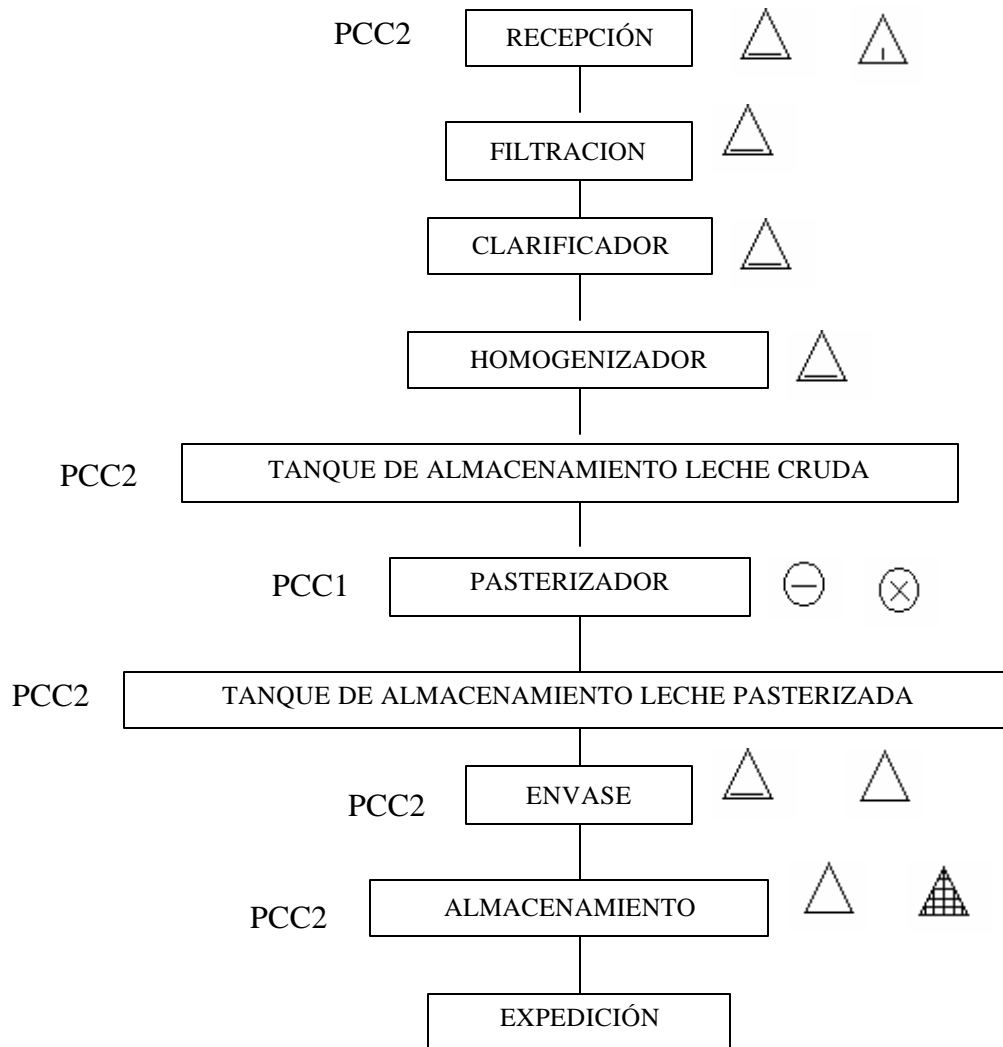 PCC2 RECEPCIÓN
FILTRACION
CLARIFICADOR
HOMOGENIZADOR
PCC2 TANQUE DE ALMACENAMIENTO LECHE CRUDA
PCC1 PASTERIZADOR
PCC2 TANQUE DE ALMACENAMIENTO LECHE PASTERIZADA
PCC2 ENVASE
PCC2 ALMACENAMIENTO
EXPEDICIÓN